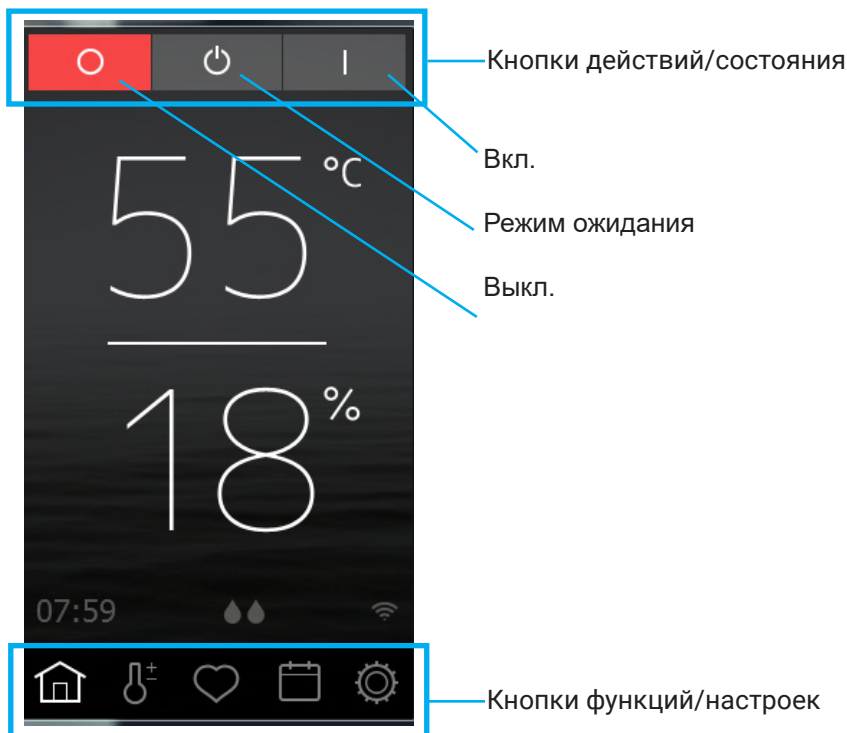 Кнопки действий/состояния
55 °C
Вкл.
Режим ожидания
Выкл.
18 %
07:59
Кнопки функций/настроек